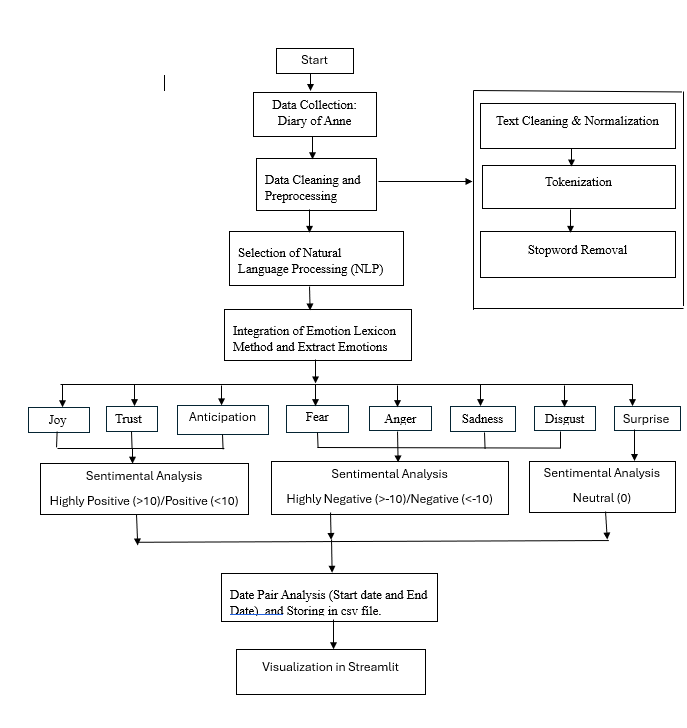 Start
Data Collection:
Diary of Anne
Data Cleaning and
Preprocessing
Text Cleaning & Normalization
Tokenization
Stopword Removal
Selection of Natural
Language Processing (NLP)
Integration of Emotion Lexicon
Method and Extract Emotions
Joy
Trust
Anticipation
Fear
Anger
Sadness
Disgust
Surprise
Sentimental Analysis
Highly Positive (>10)/Positive (<10)
Sentimental Analysis
Highly Negative (>-10)/Negative (<-10)
Sentimental Analysis
Neutral (0)
Date Pair Analysis (Start date and End
Date) and Storing in csv file.
Visualization in Streamlit